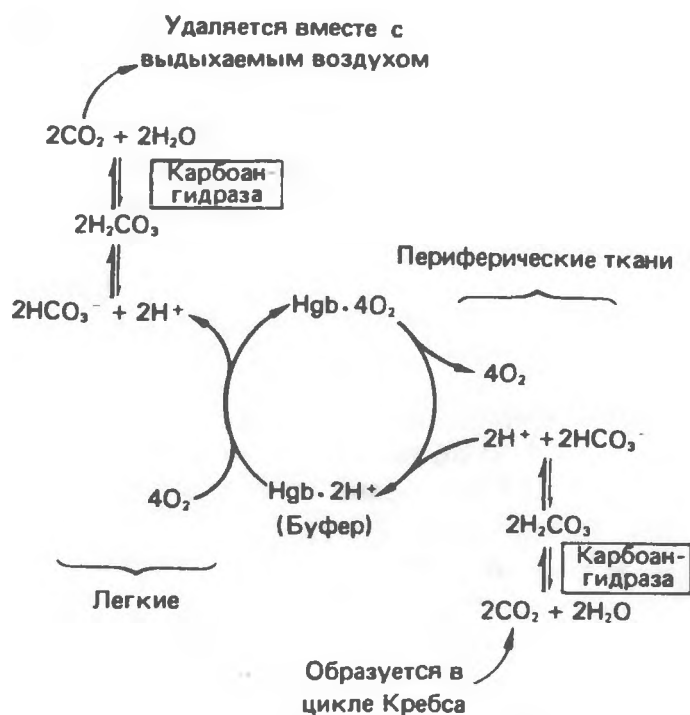 Удаляется вместе с
выдыхаемым воздухом
2CO₂ + 2H₂O
Карбоан-
гидраза
2H₂CO₃
2HCO₃⁻ + 2H⁺
Hgb·4O₂
Периферические ткани
4O₂
2H⁺ + 2HCO₃⁻
4O₂
Hgb·2H⁺
(Буфер)
2H₂CO₃
Карбоан-
гидраза
Легкие
2CO₂ + 2H₂O
Образуется в
цикле Кребса